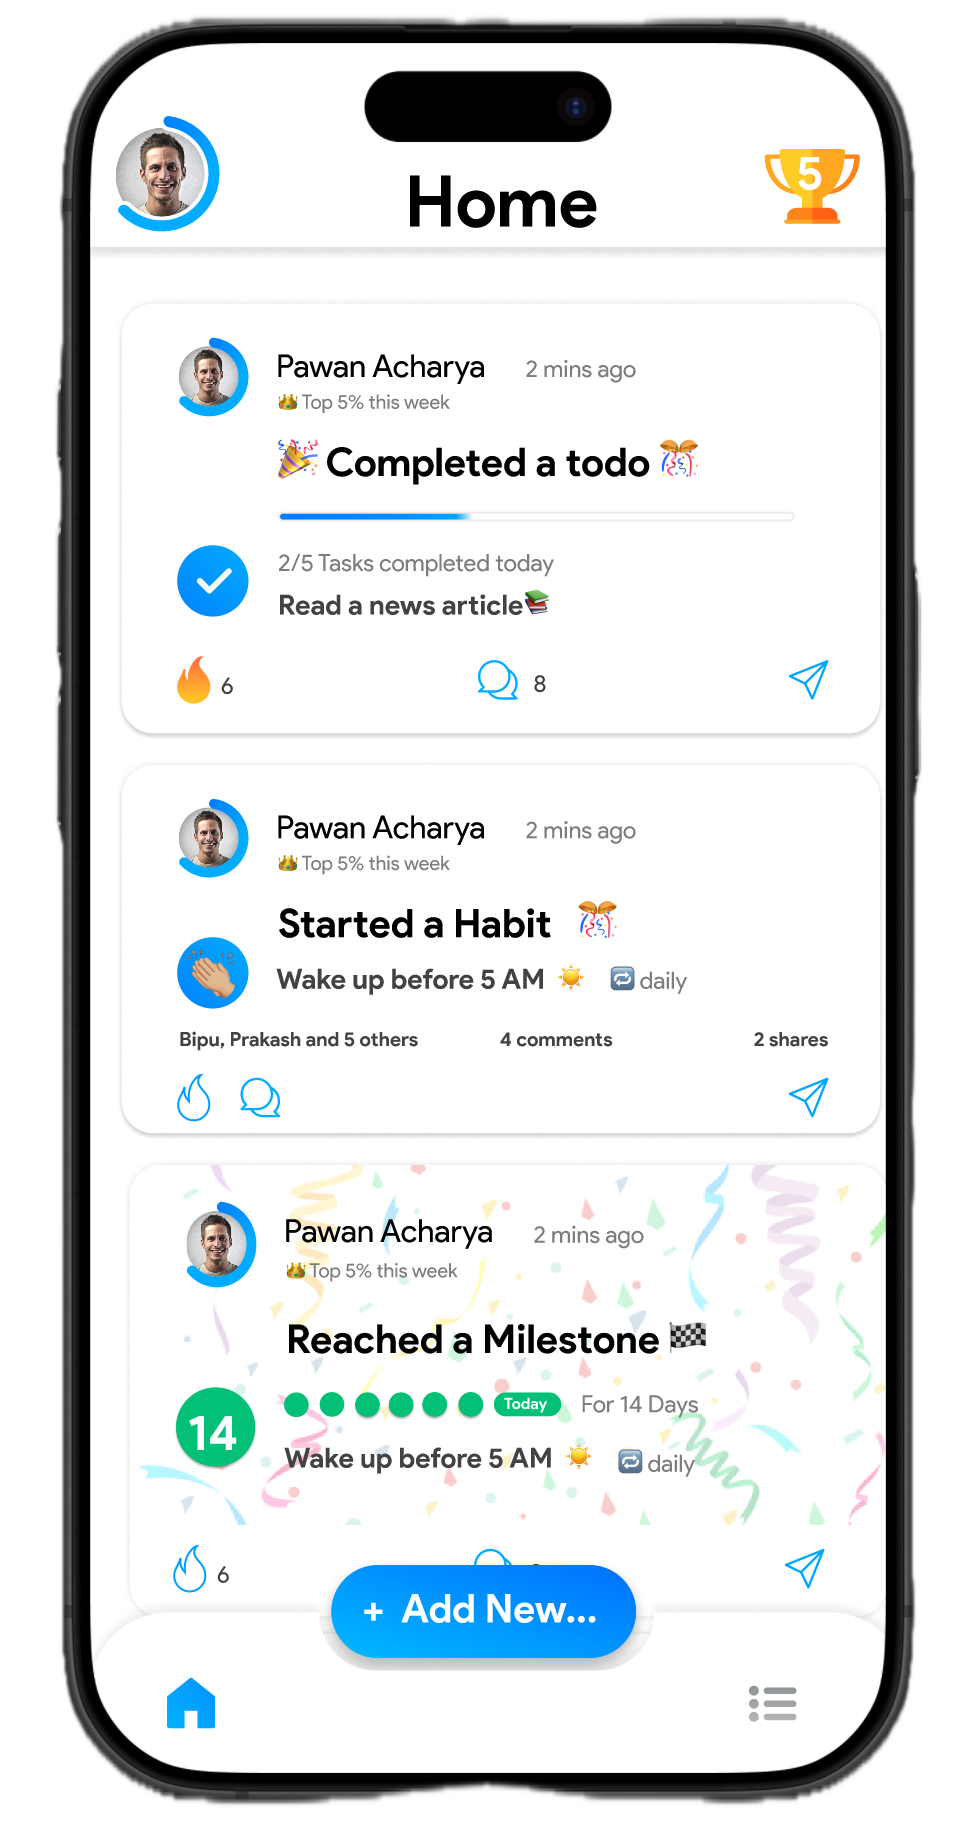 Home
5
Pawan Acharya 2 mins ago
Top 5% this week
Completed a todo
2/5 Tasks completed today
Read a news article
6 8
Pawan Acharya 2 mins ago
Top 5% this week
Started a Habit
Wake up before 5 AM daily
Bipu, Prakash and 5 others 4 comments 2 shares
Pawan Acharya 2 mins ago
Top 5% this week
Reached a Milestone
Today For 14 Days
14
Wake up before 5 AM daily
6
+ Add New...